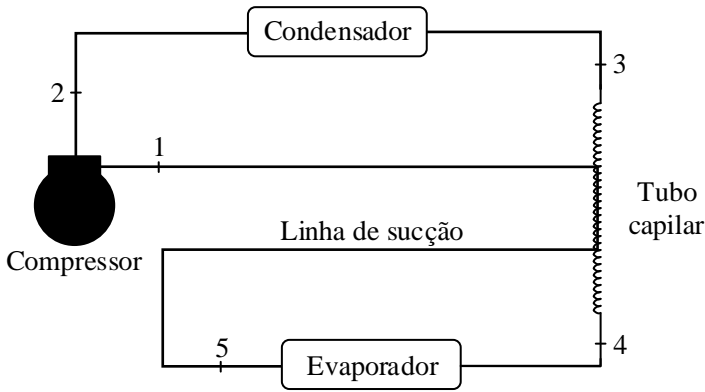 Condensador
3
2
1
Tubo
capilar
Linha de sucção
Compressor
4
5
Evaporador